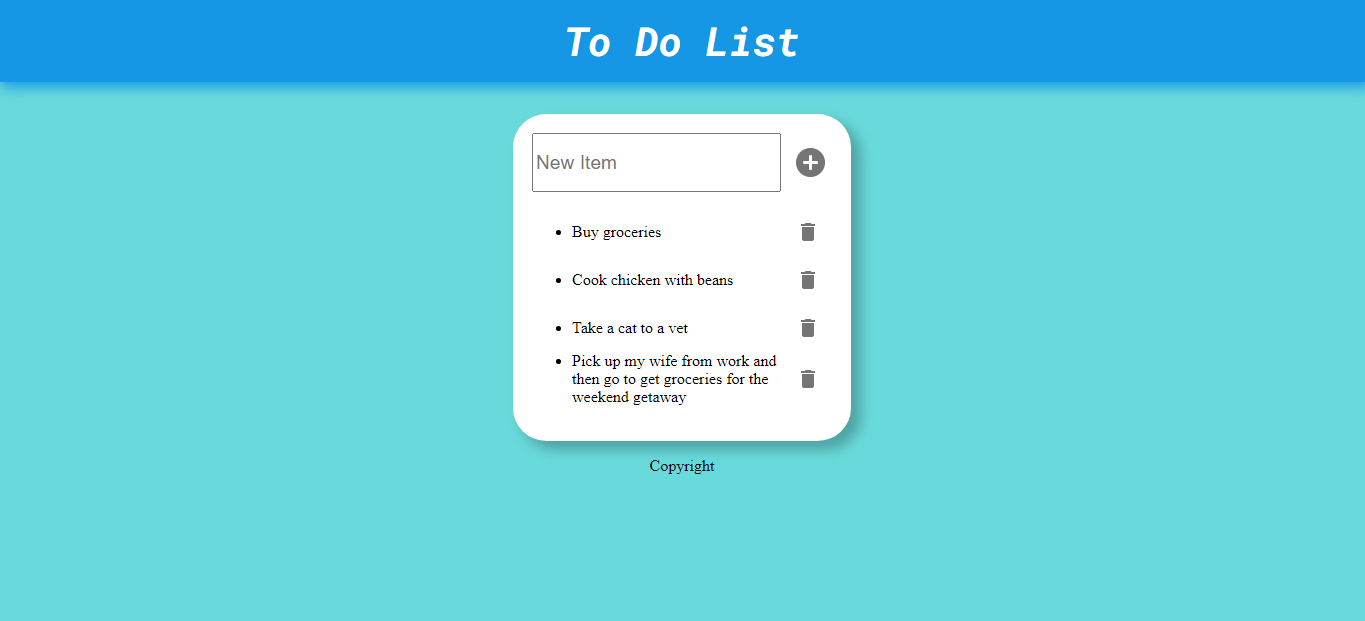 To Do List
New Item
Buy groceries
Cook chicken with beans
Take a cat to a vet
Pick up my wife from work and
then go to get groceries for the
weekend getaway
Copyright